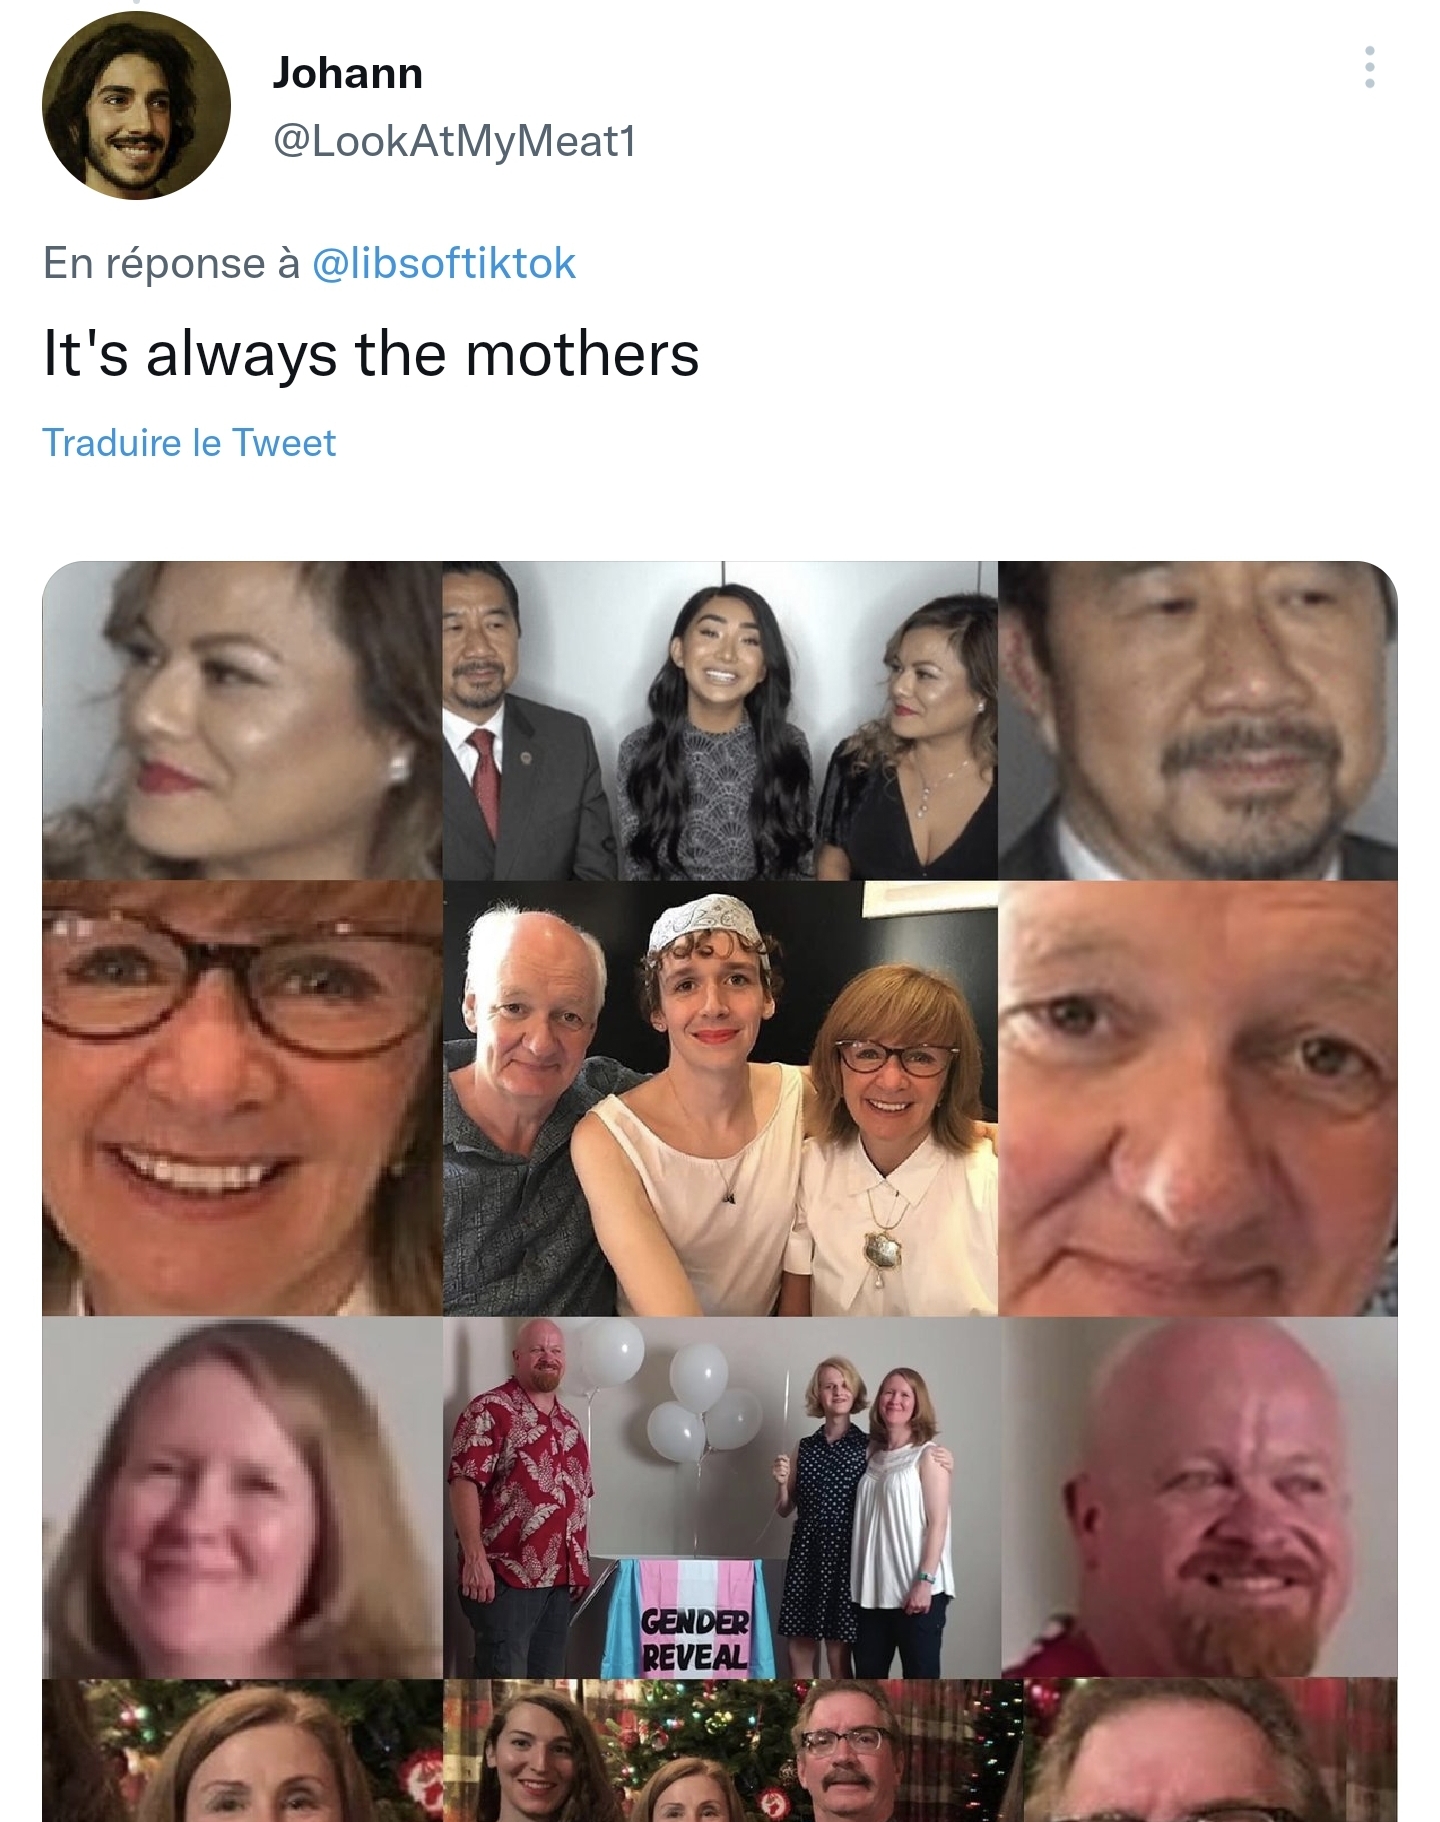 Johann
@LookAtMyMeat1
En réponse à @libsoftiktok
It's always the mothers
Traduire le Tweet
GENDER
REVEAL